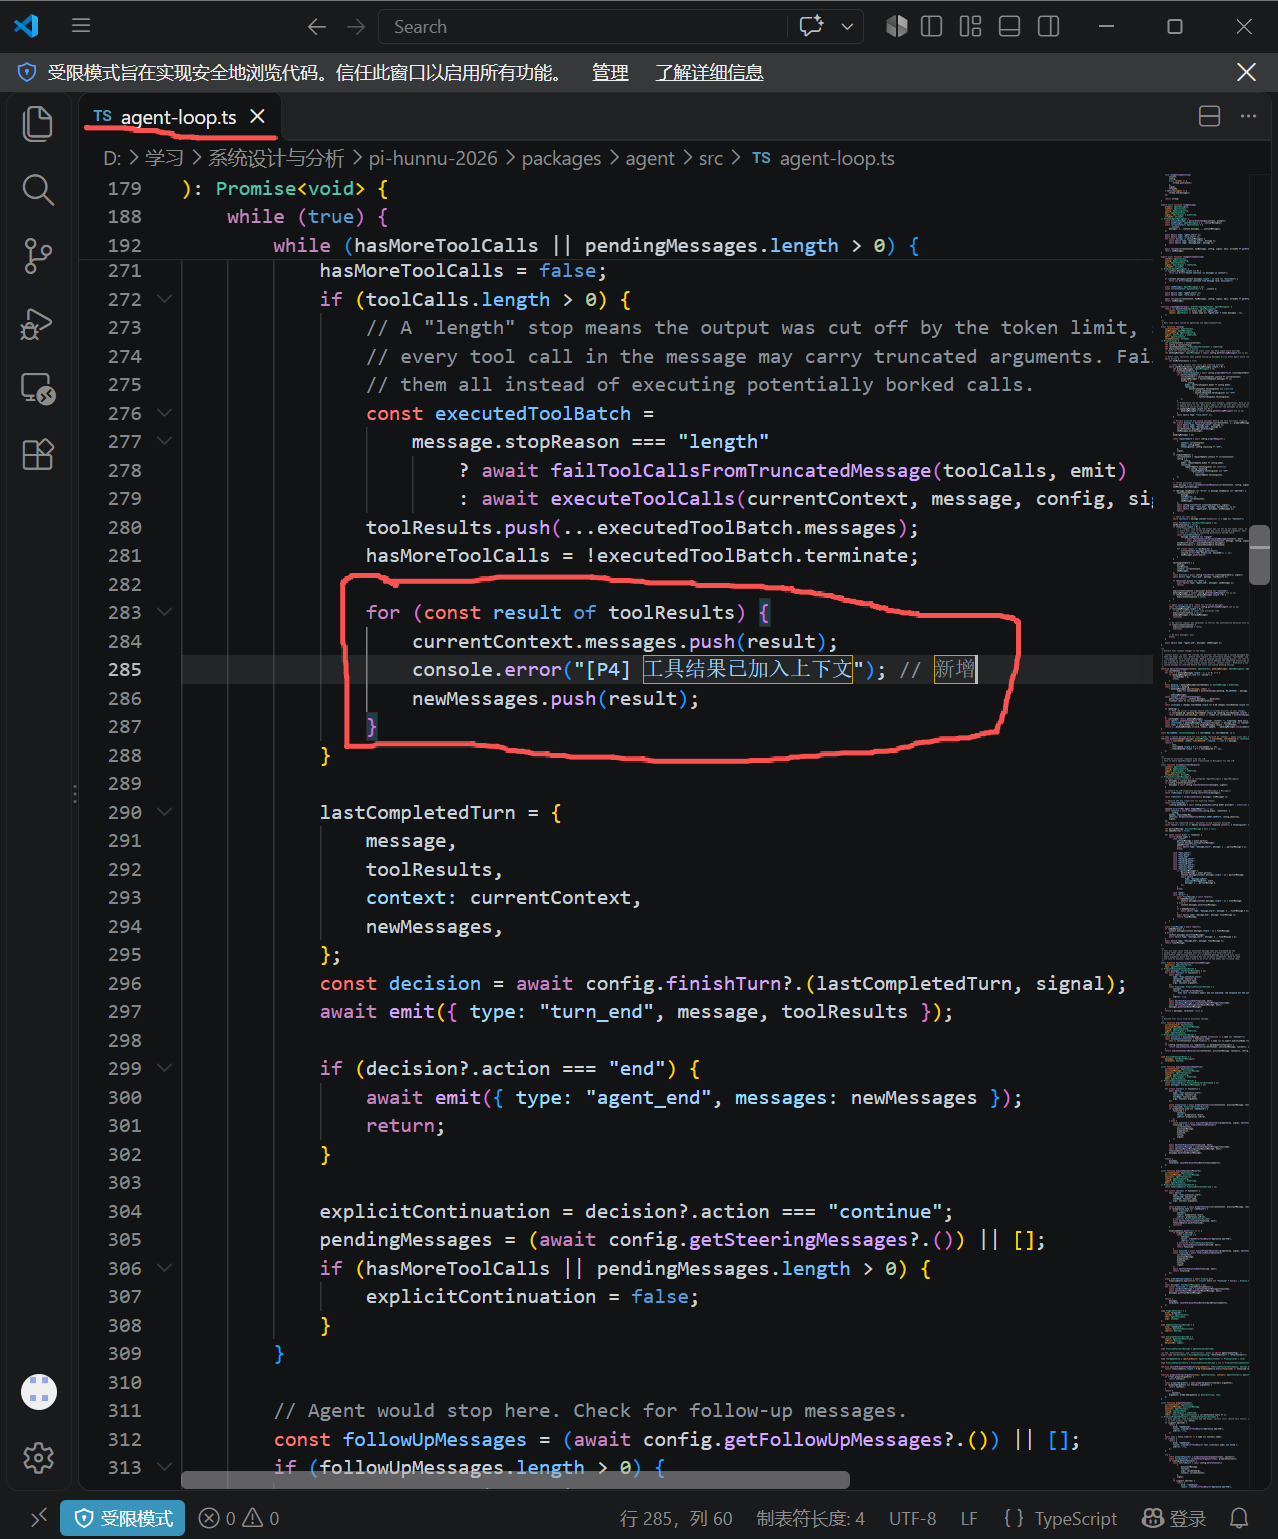 Search
受限模式旨在实现安全地浏览代码。信任此窗口以启用所有功能。 管理 了解详细信息
TS agent-loop.ts
D: > 学习 > 系统设计与分析 > pi-hunnu-2026 > packages > agent > src > TS agent-loop.ts
179 ): Promise<void> {
188 while (true) {
192 while (hasMoreToolCalls || pendingMessages.length > 0) {
271 hasMoreToolCalls = false;
272 if (toolCalls.length > 0) {
273 // A "length" stop means the output was cut off by the token limit,
274 // every tool call in the message may carry truncated arguments. Fai
275 // them all instead of executing potentially borked calls.
276 const executedToolBatch =
277 message.stopReason === "length"
278 ? await failToolCallsFromTruncatedMessage(toolCalls, emit)
279 : await executeToolCalls(currentContext, message, config, sig
280 toolResults.push(...executedToolBatch.messages);
281 hasMoreToolCalls = !executedToolBatch.terminate;
282
283 for (const result of toolResults) {
284 currentContext.messages.push(result);
285 console.error("[P4] 工具结果已加入上下文"); // 新增
286 newMessages.push(result);
287 }
288 }
289
290 lastCompletedTurn = {
291 message,
292 toolResults,
293 context: currentContext,
294 newMessages,
295 };
296 const decision = await config.finishTurn?.(lastCompletedTurn, signal);
297 await emit({ type: "turn_end", message, toolResults });
298
299 if (decision?.action === "end") {
300 await emit({ type: "agent_end", messages: newMessages });
301 return;
302 }
303
304 explicitContinuation = decision?.action === "continue";
305 pendingMessages = (await config.getSteeringMessages?.()) || [];
306 if (hasMoreToolCalls || pendingMessages.length > 0) {
307 explicitContinuation = false;
308 }
309 }
310
311 // Agent would stop here. Check for follow-up messages.
312 const followUpMessages = (await config.getFollowUpMessages?.()) || [];
313 if (followUpMessages.length > 0) {
受限模式 0 0 行 285，列 60 制表符长度: 4 UTF-8 LF {} TypeScript 登录